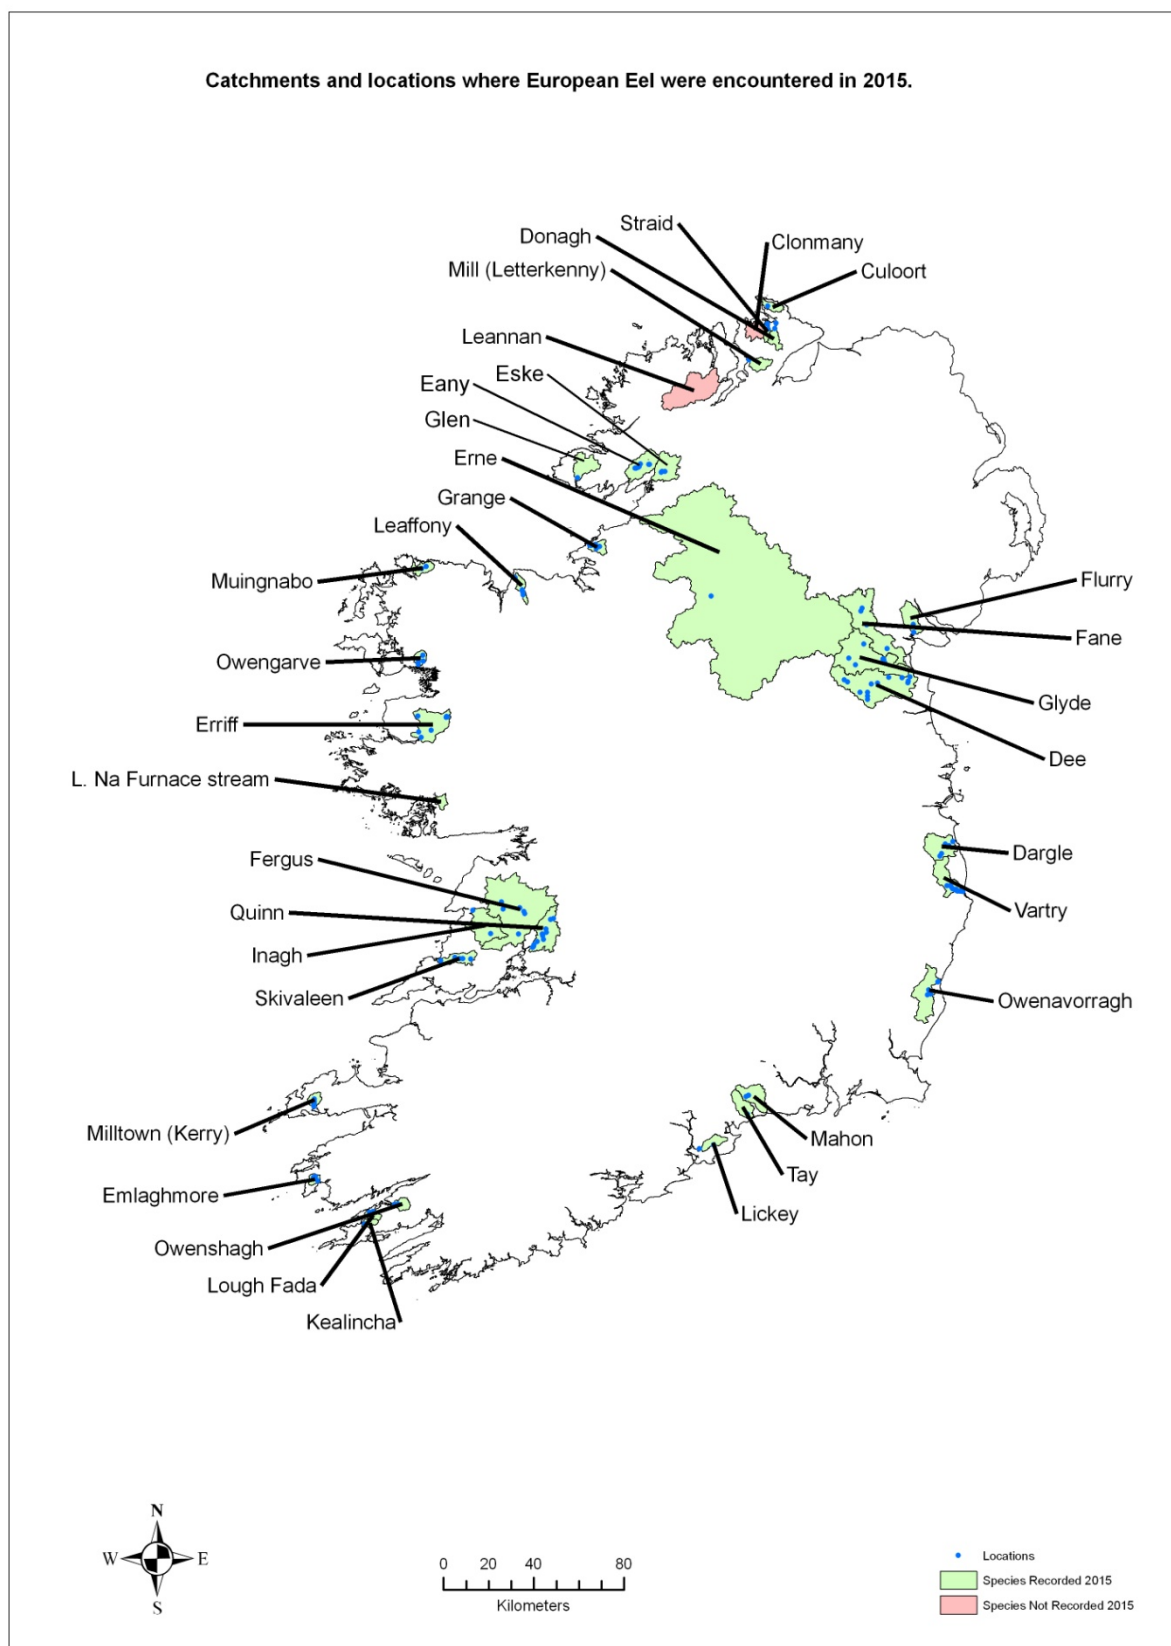 Catchments and locations where European Eel were encountered in 2015.
Straid
Donagh
Clonmany
Mill (Letterkenny)
Culoort
Leannan
Eske
Eany
Glen
Erne
Grange
Leaffony
Muingnabo
Flurry
Fane
Owengarve
Glyde
Erriff
Dee
L. Na Furnace stream
Dargle
Fergus
Vartry
Quinn
Inagh
Skivaleen
Owenavorragh
Milltown (Kerry)
Mahon
Tay
Emlaghmore
Lickey
Owenshagh
Lough Fada
Kealincha
N
W E
S
0 20 40 80
Kilometers
Locations
Species Recorded 2015
Species Not Recorded 2015